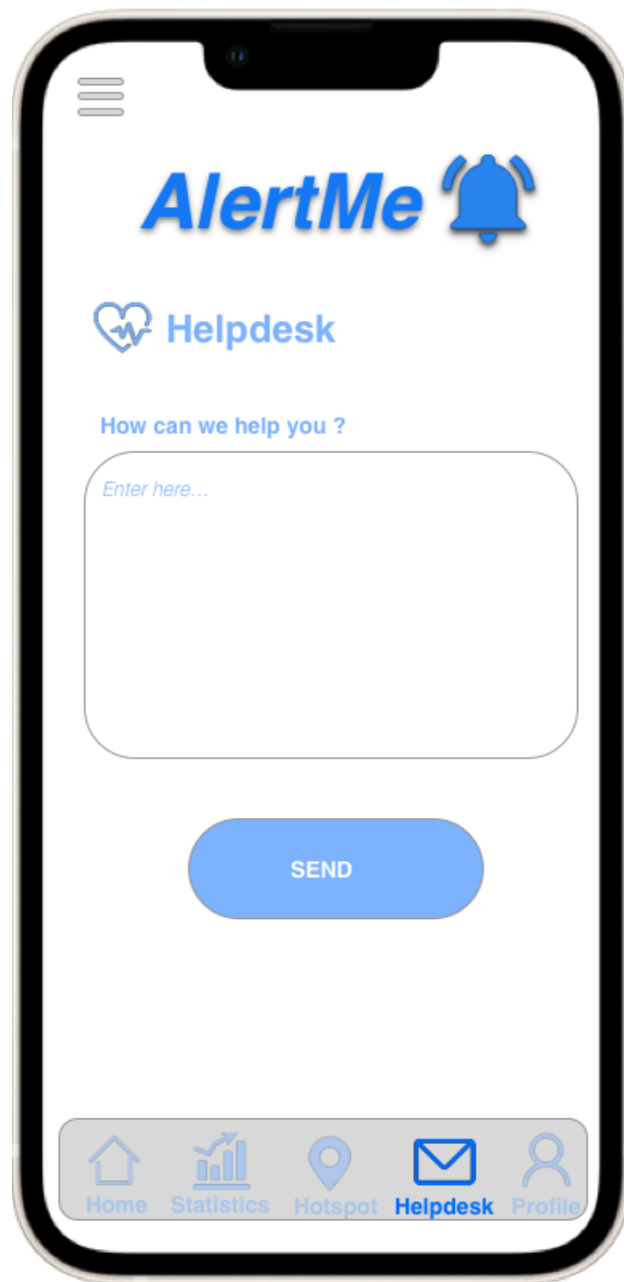 AlertMe
Helpdesk
How can we help you ?
Enter here...
SEND
Home Statistics Hotspot Helpdesk Profile